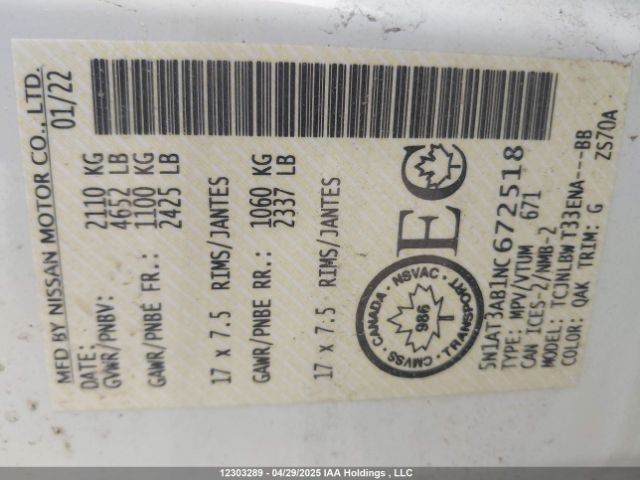 MFD BY NISSAN MOTOR CO., LTD.
DATE: 01/22
GVWR/PNBV: 2110 KG
4652 LB
GAWR/PNBE FR.: 1100 KG
2425 LB
17 x 7.5 RIMS/JANTES
GAWR/PNBE RR.: 1060 KG
2337 LB
17 x 7.5 RIMS/JANTES
EC
CANADA · NSVAC · TRANSPORT · CMVSS
986
5N1AT3AB1NC672518
TYPE: MPV/VTUM 671
CAN ICES-2/NMB-2
MODEL: TCJNLBW T33ENA---BB
COLOR: QAK TRIM: G ZS70A
12303289 - 04/29/2025 IAA Holdings , LLC